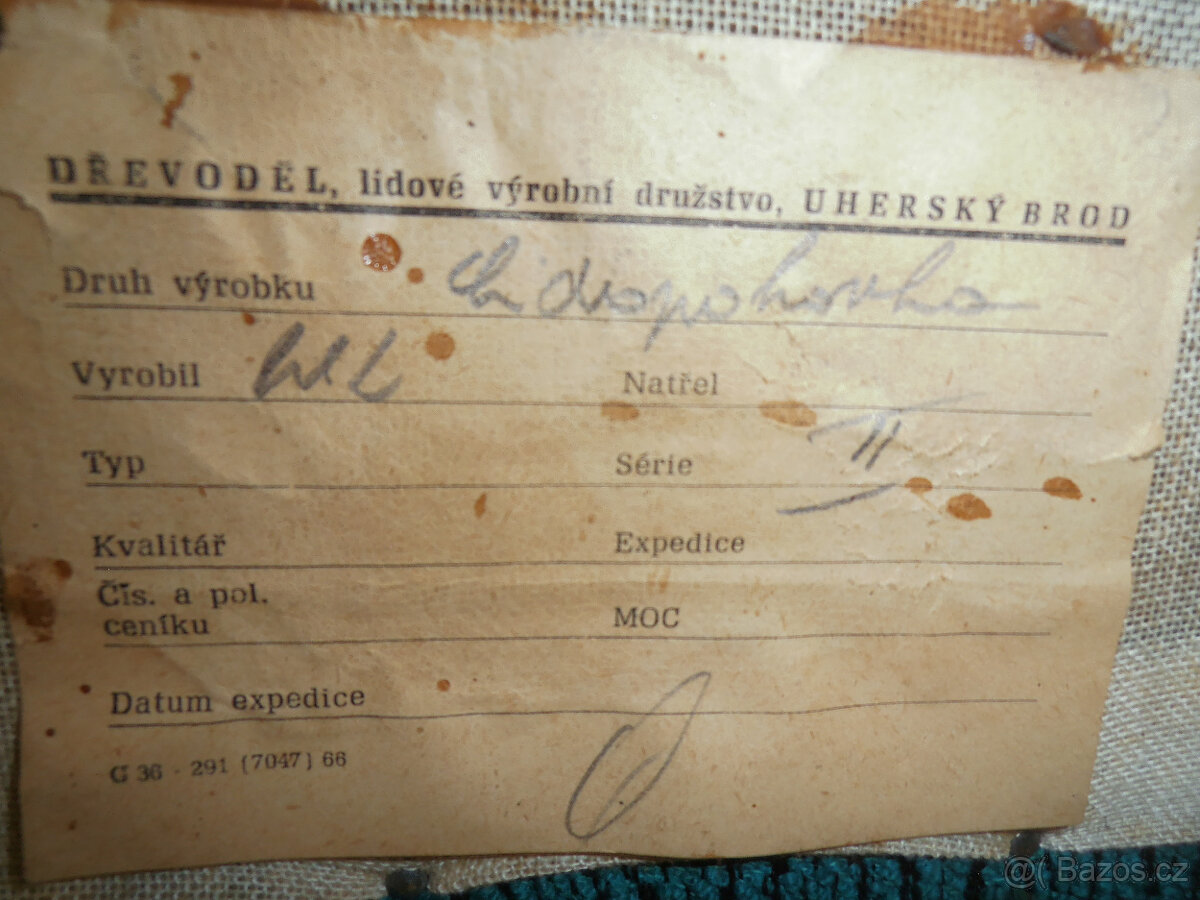 DŘEVODĚL, lidové výrobní družstvo, UHERSKÝ BROD
Druh výrobku
Vyrobil Natřel
Typ Série II
Kvalitář Expedice
Čís. a pol.
ceníku MOC
Datum expedice
G 36 - 291 (7047) 66
@( Bazos.cz